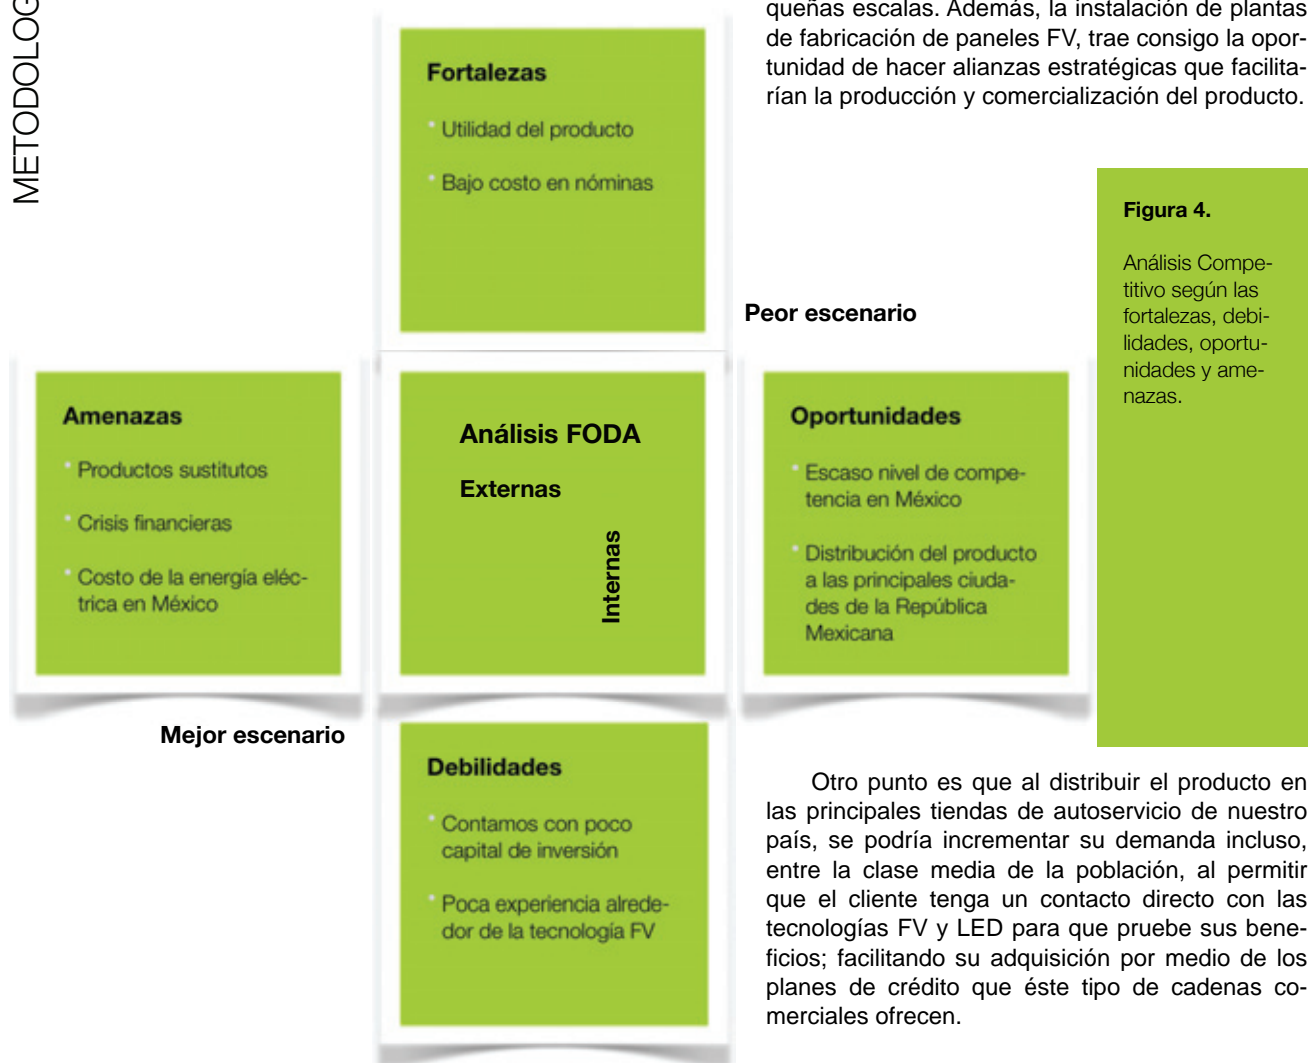 METODOLOG
queñas escalas. Además, la instalación de plantas
de fabricación de paneles FV, trae consigo la opor-
tunidad de hacer alianzas estratégicas que facilita-
rían la producción y comercialización del producto.
Fortalezas
Utilidad del producto
Bajo costo en nóminas
Figura 4.
Análisis Compe-
titivo según las
fortalezas, debi-
lidades, oportu-
nidades y ame-
nazas.
Peor escenario
Amenazas
Productos sustitutos
Crisis financieras
Costo de la energía eléc-
trica en México
Análisis FODA
Externas
Internas
Oportunidades
Escaso nivel de compe-
tencia en México
Distribución del producto
a las principales ciuda-
des de la República
Mexicana
Mejor escenario
Debilidades
Contamos con poco
capital de inversión
Poca experiencia alrede-
dor de la tecnología FV
Otro punto es que al distribuir el producto en
las principales tiendas de autoservicio de nuestro
país, se podría incrementar su demanda incluso,
entre la clase media de la población, al permitir
que el cliente tenga un contacto directo con las
tecnologías FV y LED para que pruebe sus bene-
ficios; facilitando su adquisición por medio de los
planes de crédito que éste tipo de cadenas co-
merciales ofrecen.